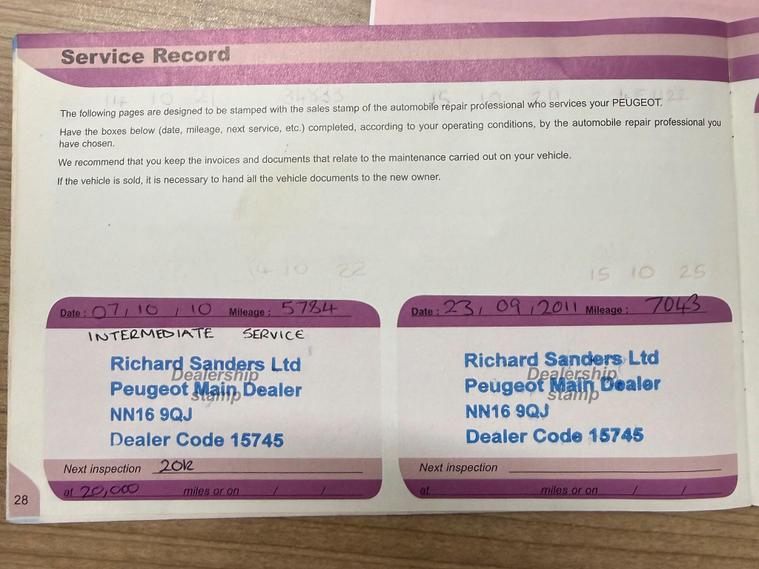 Service Record
The following pages are designed to be stamped with the sales stamp of the automobile repair professional who services your PEUGEOT.
Have the boxes below (date, mileage, next service, etc.) completed, according to your operating conditions, by the automobile repair professional you
have chosen.
We recommend that you keep the invoices and documents that relate to the maintenance carried out on your vehicle.
If the vehicle is sold, it is necessary to hand all the vehicle documents to the new owner.
14 10 22
15 10 25
Date : 07 / 10 / 10 Mileage : 5784
INTERMEDIATE SERVICE
Richard Sanders Ltd
Dealership
Peugeot Main Dealer
stamp
NN16 9QJ
Dealer Code 15745
Next inspection 2012
at 20,000 miles or on / /
Date : 23 / 09 / 2011 Mileage : 7043
Richard Sanders Ltd
Dealership
Peugeot Main Dealer
stamp
NN16 9QJ
Dealer Code 15745
Next inspection
at miles or on / /
28